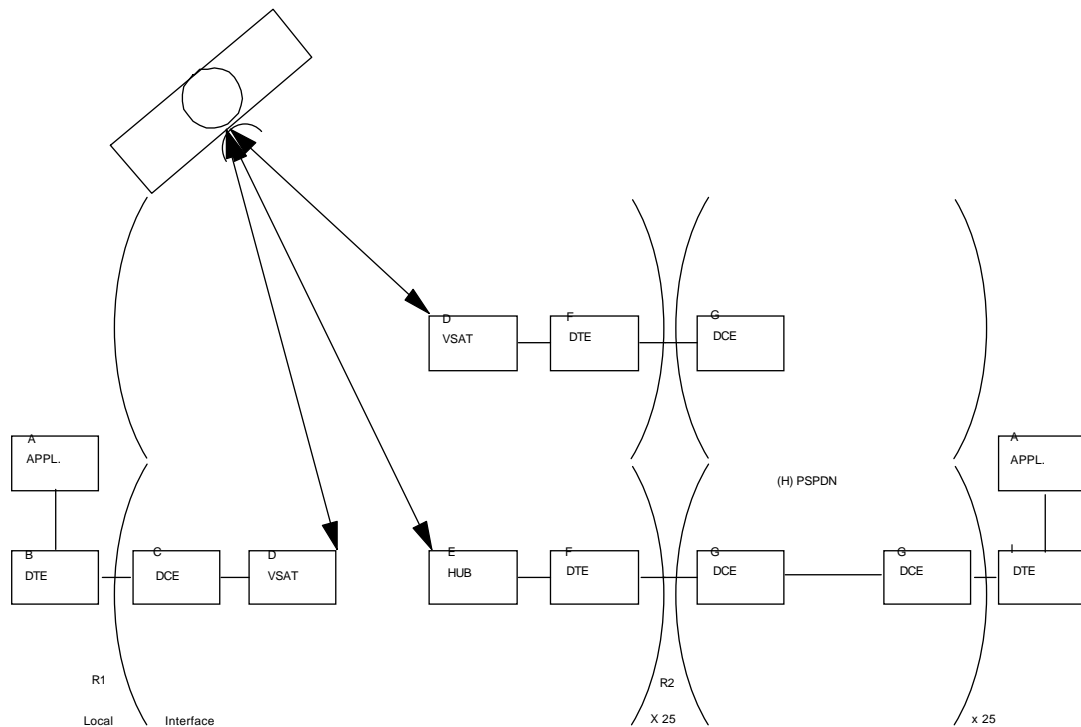 D
VSAT
F
DTE
G
DCE
A
APPL.
A
APPL.
(H) PSPDN
B
DTE
C
DCE
D
VSAT
E
HUB
F
DTE
G
DCE
G
DCE
I
DTE
R1
R2
Local Interface
X 25
x 25